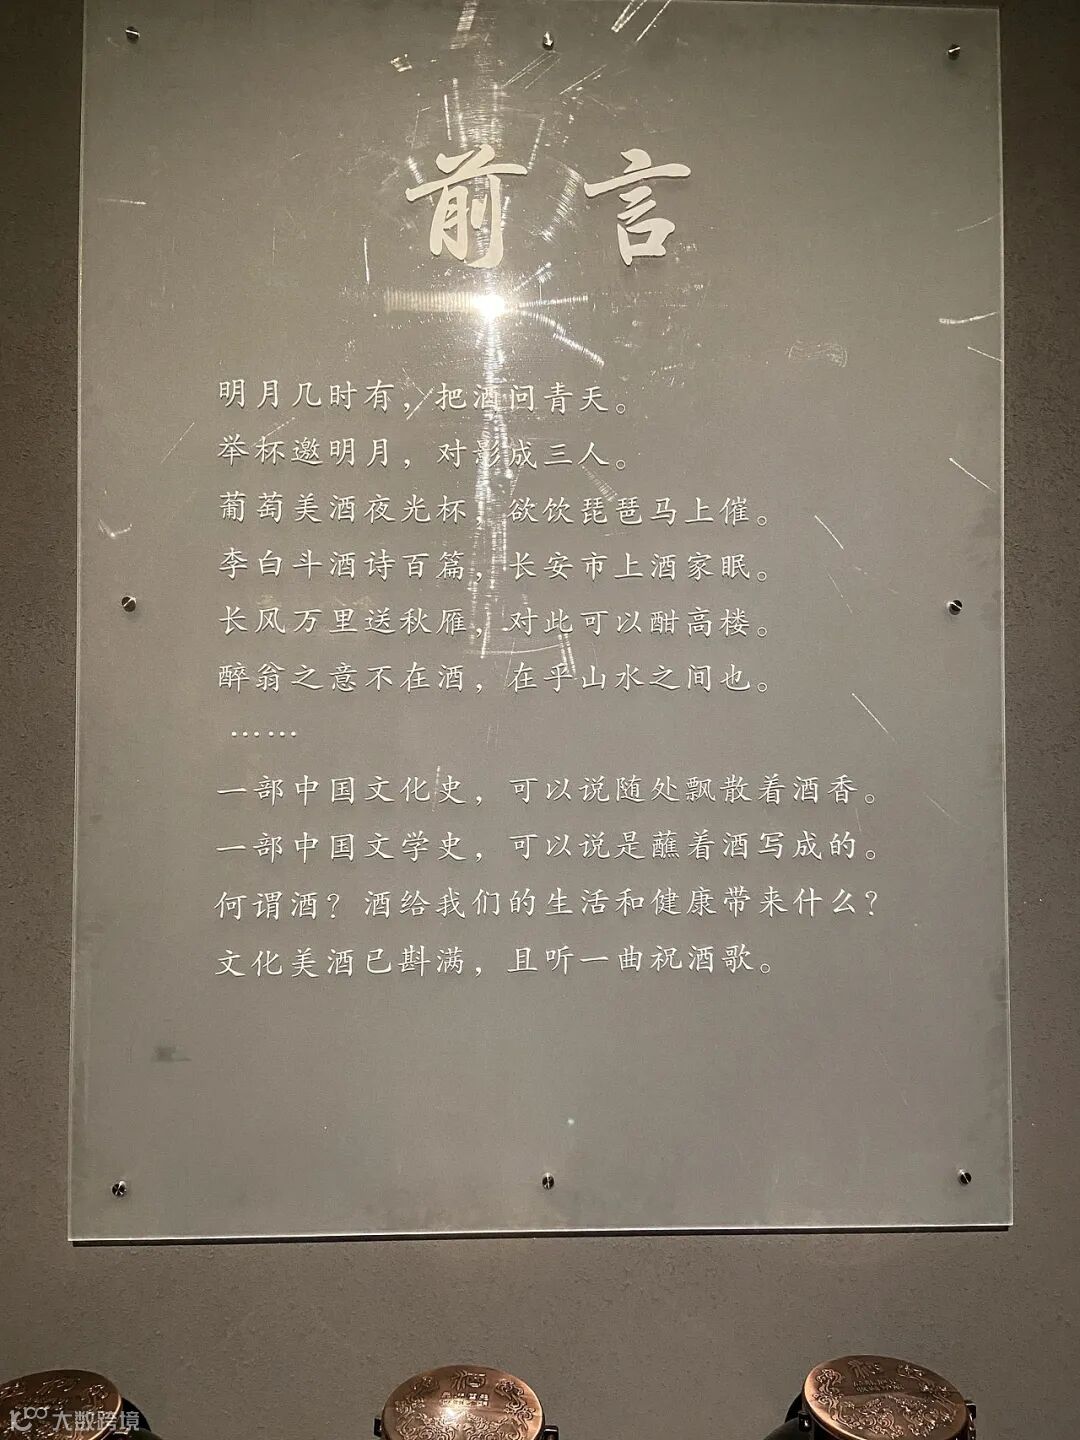 前言
明月几时有，把酒问青天。
举杯邀明月，对影成三人。
葡萄美酒夜光杯，欲饮琵琶马上催。
李白斗酒诗百篇，长安市上酒家眠。
长风万里送秋雁，对此可以酣高楼。
醉翁之意不在酒，在乎山水之间也。
……
一部中国文化史，可以说随处飘散着酒香。
一部中国文学史，可以说是蘸着酒写成的。
何谓酒？酒给我们的生活和健康带来什么？
文化美酒已斟满，且听一曲祝酒歌。
大数跨境